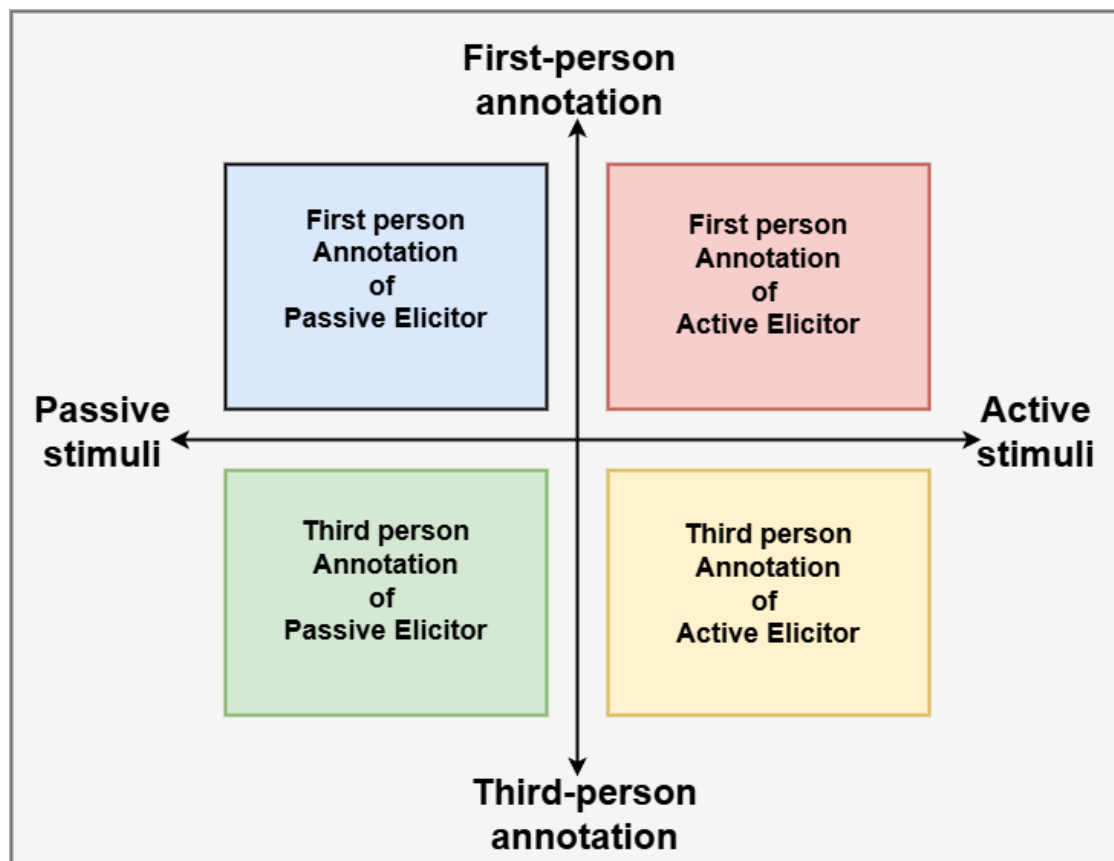 First-person
annotation
First person
Annotation
of
Passive Elicitor
First person
Annotation
of
Active Elicitor
Passive
stimuli
Active
stimuli
Third person
Annotation
of
Passive Elicitor
Third person
Annotation
of
Active Elicitor
Third-person
annotation